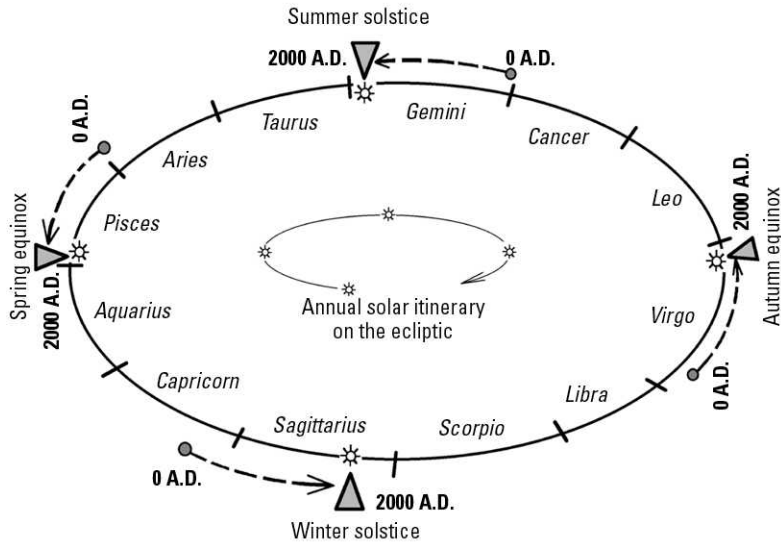 Summer solstice
2000 A.D.
0 A.D.
Taurus
Gemini
Cancer
0 A.D.
Aries
Leo
2000 A.D.
Pisces
Spring equinox
2000 A.D.
Autumn equinox
Annual solar itinerary
on the ecliptic
Aquarius
Virgo
Capricorn
Libra
0 A.D.
Sagittarius
Scorpio
0 A.D.
2000 A.D.
Winter solstice